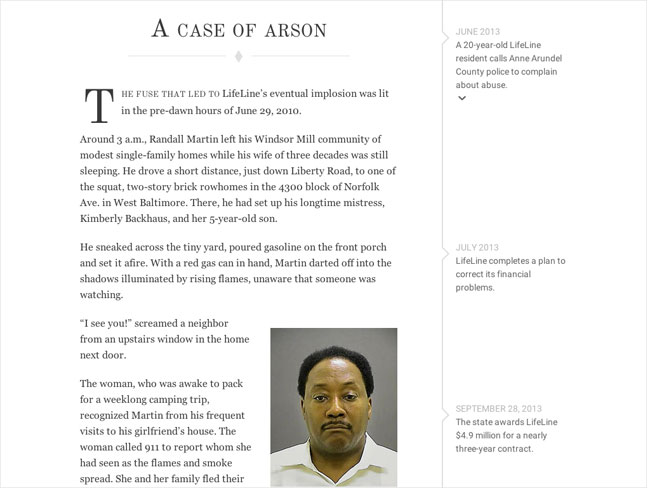 A CASE OF ARSON
THE FUSE THAT LED TO LifeLine's eventual implosion was lit
in the pre-dawn hours of June 29, 2010.
Around 3 a.m., Randall Martin left his Windsor Mill community of
modest single-family homes while his wife of three decades was still
sleeping. He drove a short distance, just down Liberty Road, to one of
the squat, two-story brick rowhomes in the 4300 block of Norfolk
Ave. in West Baltimore. There, he had set up his longtime mistress,
Kimberly Backhaus, and her 5-year-old son.
He sneaked across the tiny yard, poured gasoline on the front porch
and set it afire. With a red gas can in hand, Martin darted off into the
shadows illuminated by rising flames, unaware that someone was
watching.
“I see you!” screamed a neighbor
from an upstairs window in the home
next door.
The woman, who was awake to pack
for a weeklong camping trip,
recognized Martin from his frequent
visits to his girlfriend's house. The
woman called 911 to report whom she
had seen as the flames and smoke
spread. She and her family fled their
JUNE 2013
A 20-year-old LifeLine
resident calls Anne Arundel
County police to complain
about abuse.
JULY 2013
LifeLine completes a plan to
correct its financial
problems.
SEPTEMBER 28, 2013
The state awards LifeLine
$4.9 million for a nearly
three-year contract.